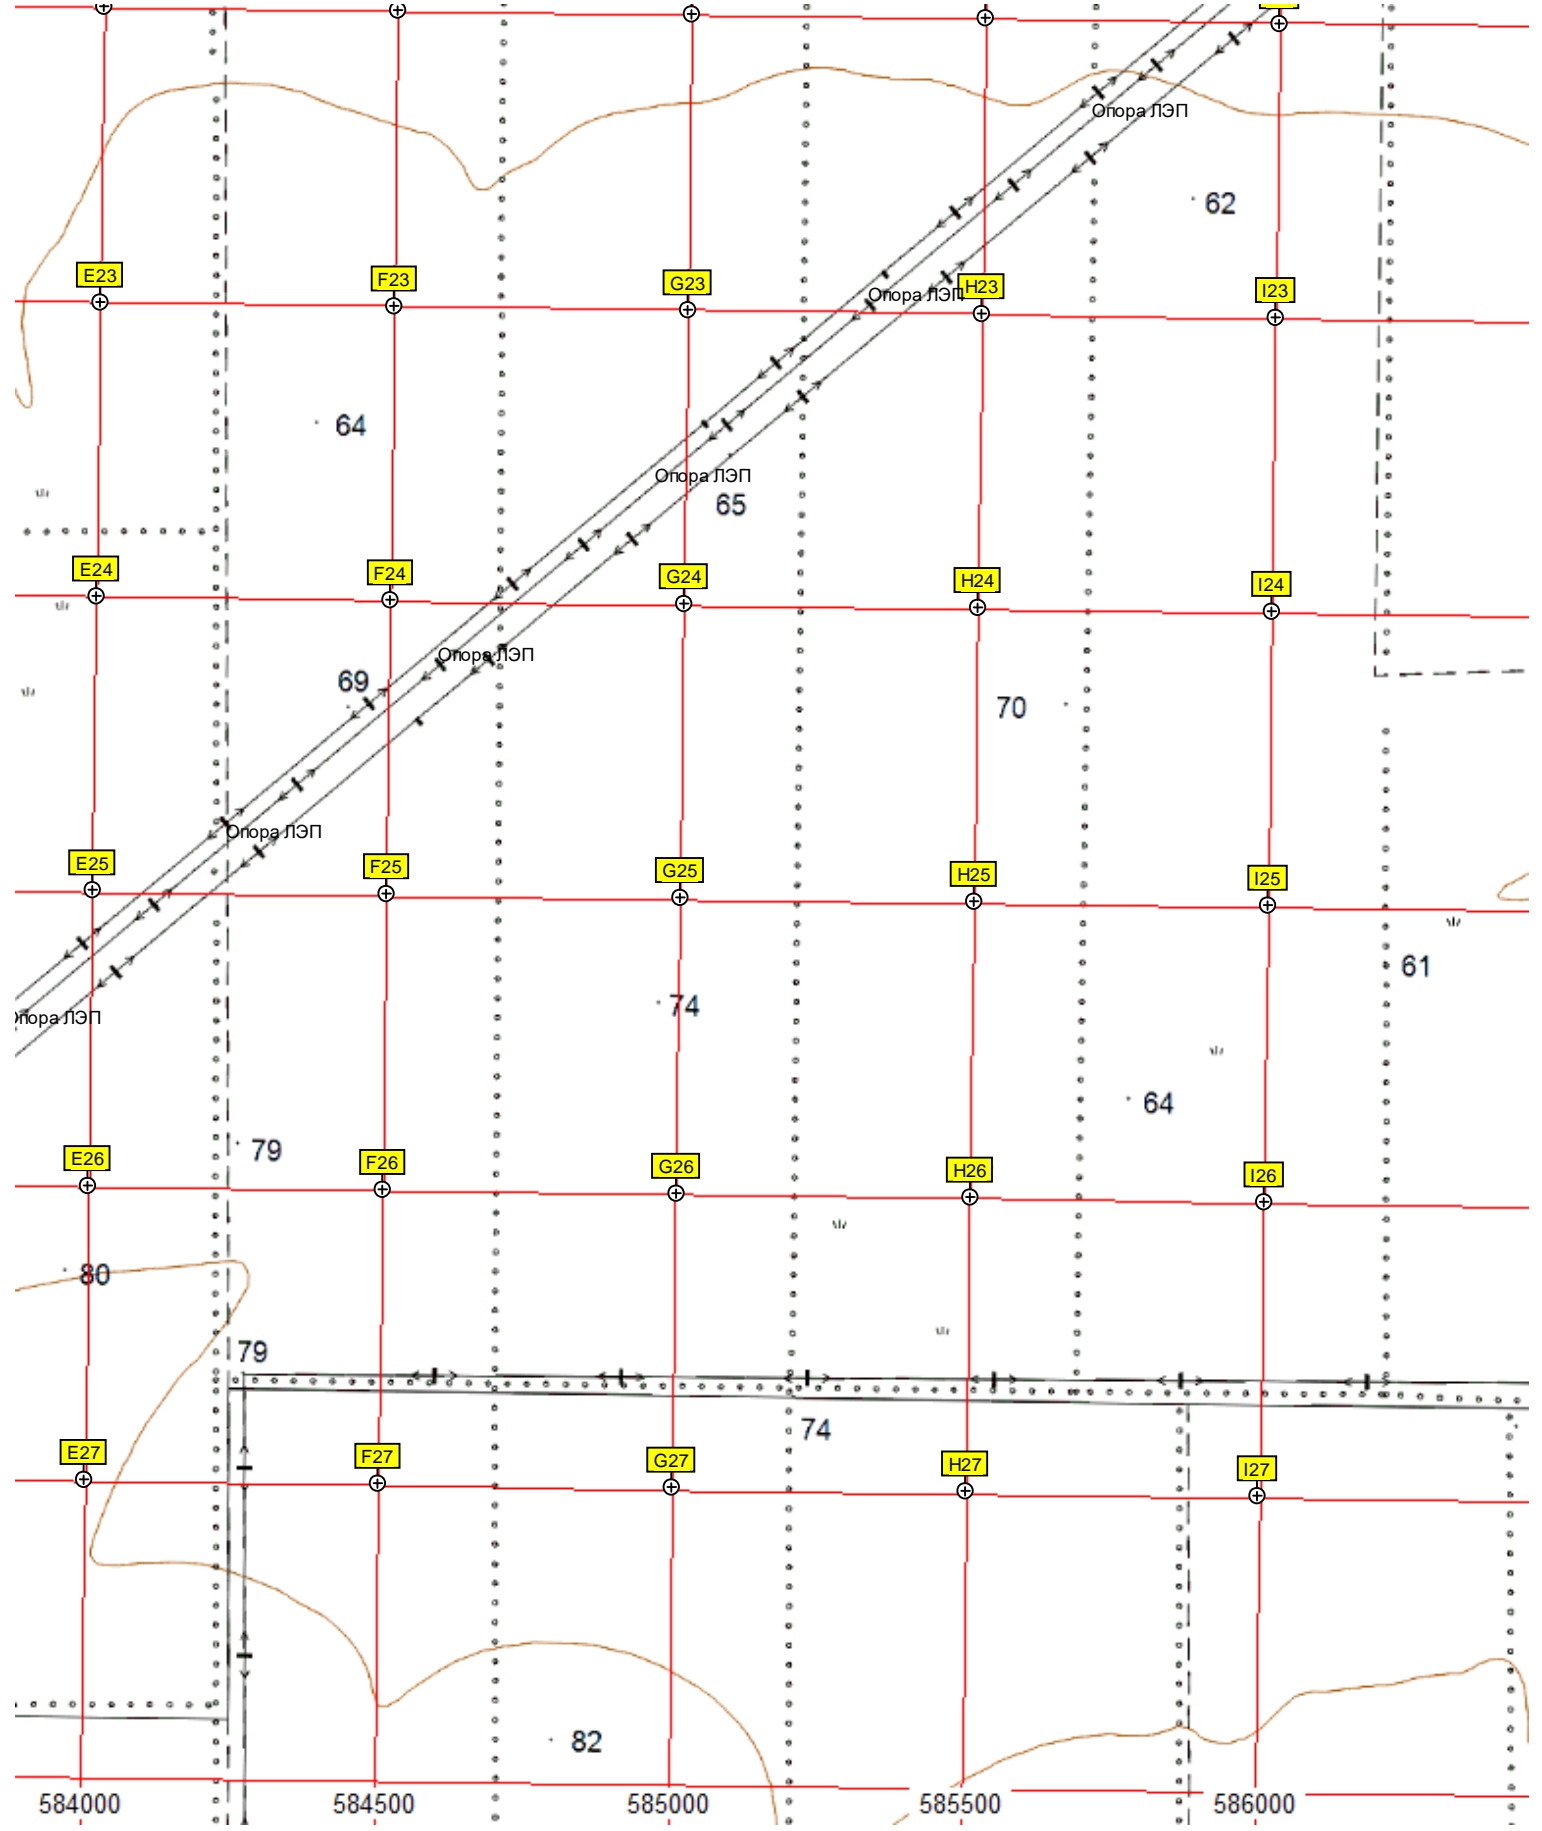 Опора ЛЭП
62
E23
F23
G23
H23
I23
Опора ЛЭП
64
Опора ЛЭП
65
E24
F24
G24
H24
I24
Опора ЛЭП
69
70
Опора ЛЭП
E25
F25
G25
H25
I25
61
74
пора ЛЭП
64
79
E26
F26
G26
H26
I26
80
79
74
E27
F27
G27
H27
I27
82
584000 584500 585000 585500 586000